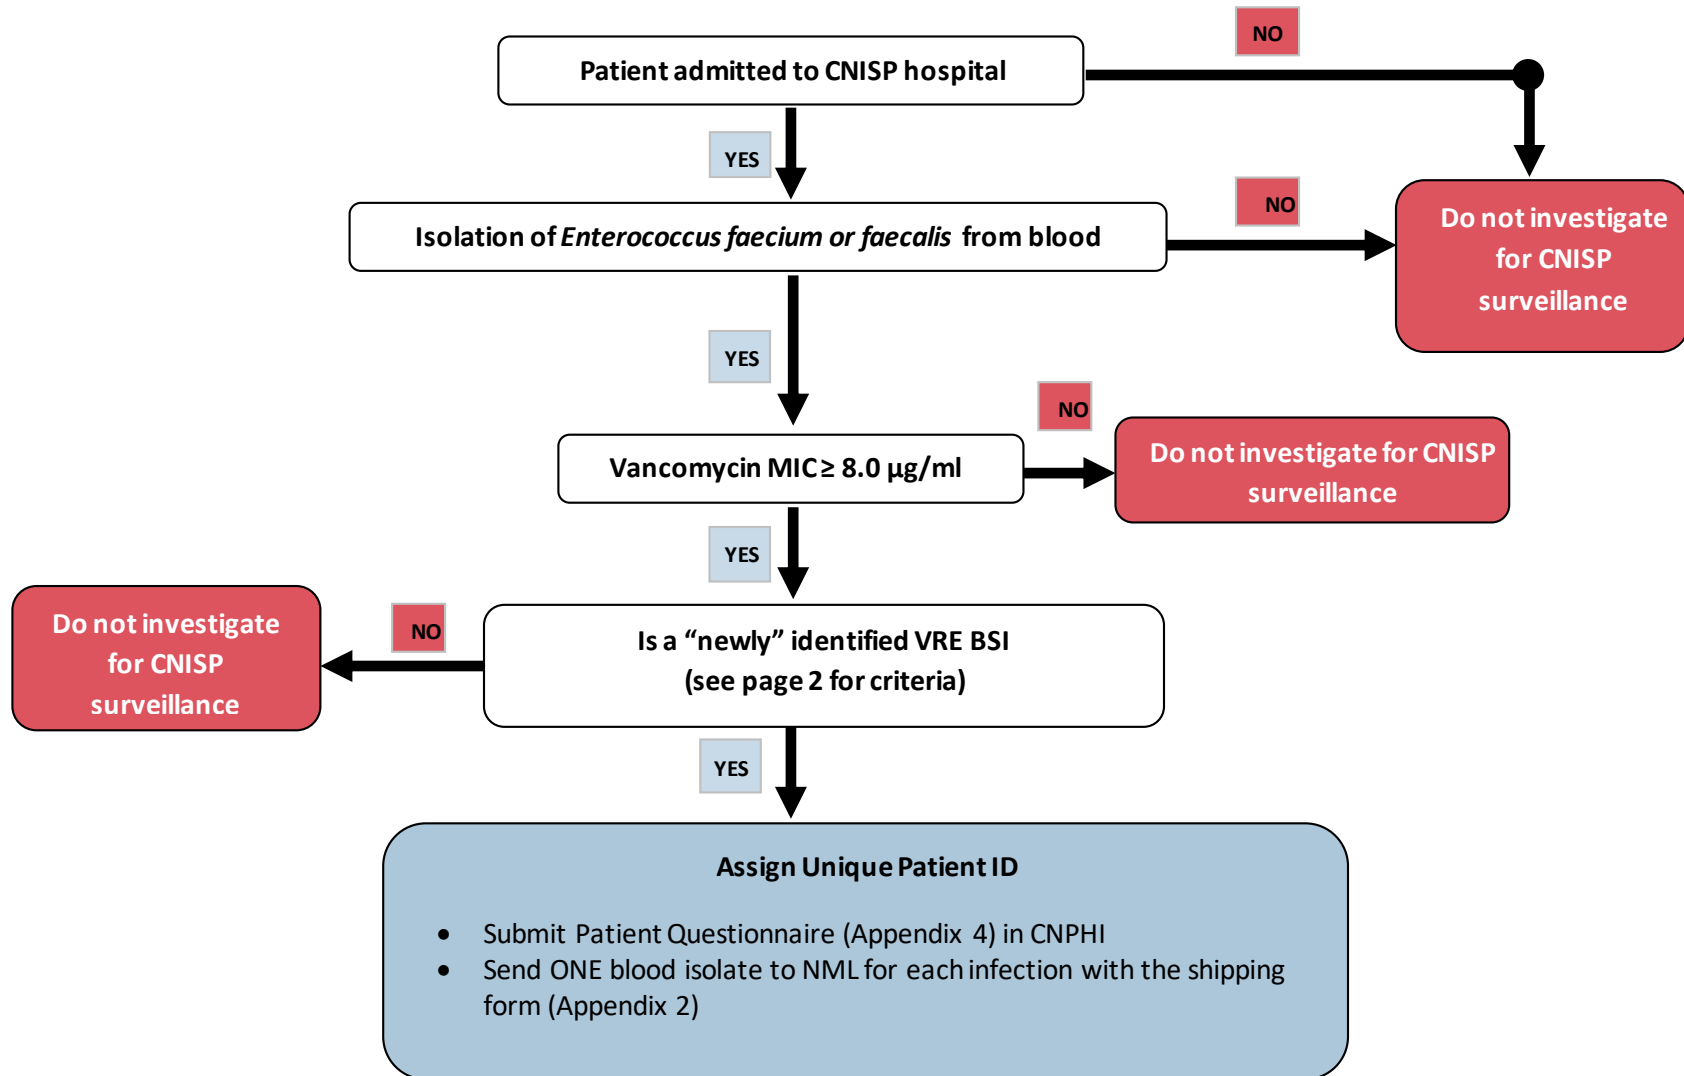 NO
Patient admitted to CNISP hospital
YES
NO
Isolation of Enterococcus faecium or faecalis from blood
Do not investigate
for CNISP
surveillance
YES
NO
Vancomycin MIC ≥ 8.0 µg/ml
Do not investigate for CNISP
surveillance
YES
Do not investigate
for CNISP
surveillance
NO
Is a “newly” identified VRE BSI
(see page 2 for criteria)
YES
Assign Unique Patient ID
• Submit Patient Questionnaire (Appendix 4) in CNPHI
• Send ONE blood isolate to NML for each infection with the shipping
form (Appendix 2)